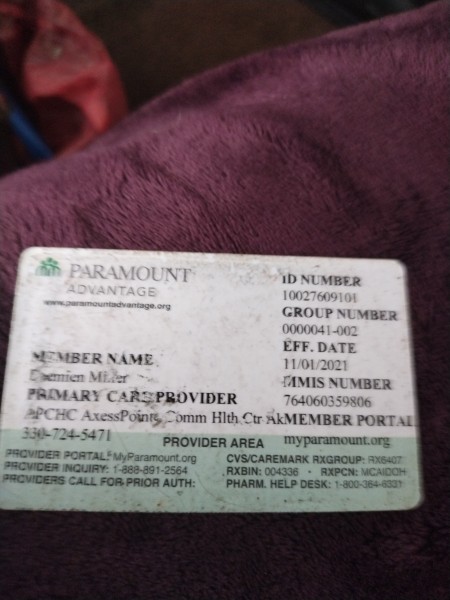 PARAMOUNT
ADVANTAGE
www.paramountadvantage.org
ID NUMBER
10027609101
GROUP NUMBER
0000041-002
EFF. DATE
11/01/2021
MMIS NUMBER
764060359806
MEMBER NAME
PRIMARY CARE PROVIDER
APCHC AxessPointe Comm Hlth Ctr Ak
330-724-5471
MEMBER PORTAL
myparamount.org
PROVIDER AREA
PROVIDER PORTAL: MyParamount.org
PROVIDER INQUIRY: 1-888-891-2564
PROVIDERS CALL FOR PRIOR AUTH:
CVS/CAREMARK RXGROUP: RX6407
RXBIN: 004336 • RXPCN: MCAIDOH
PHARM. HELP DESK: 1-800-364-6331